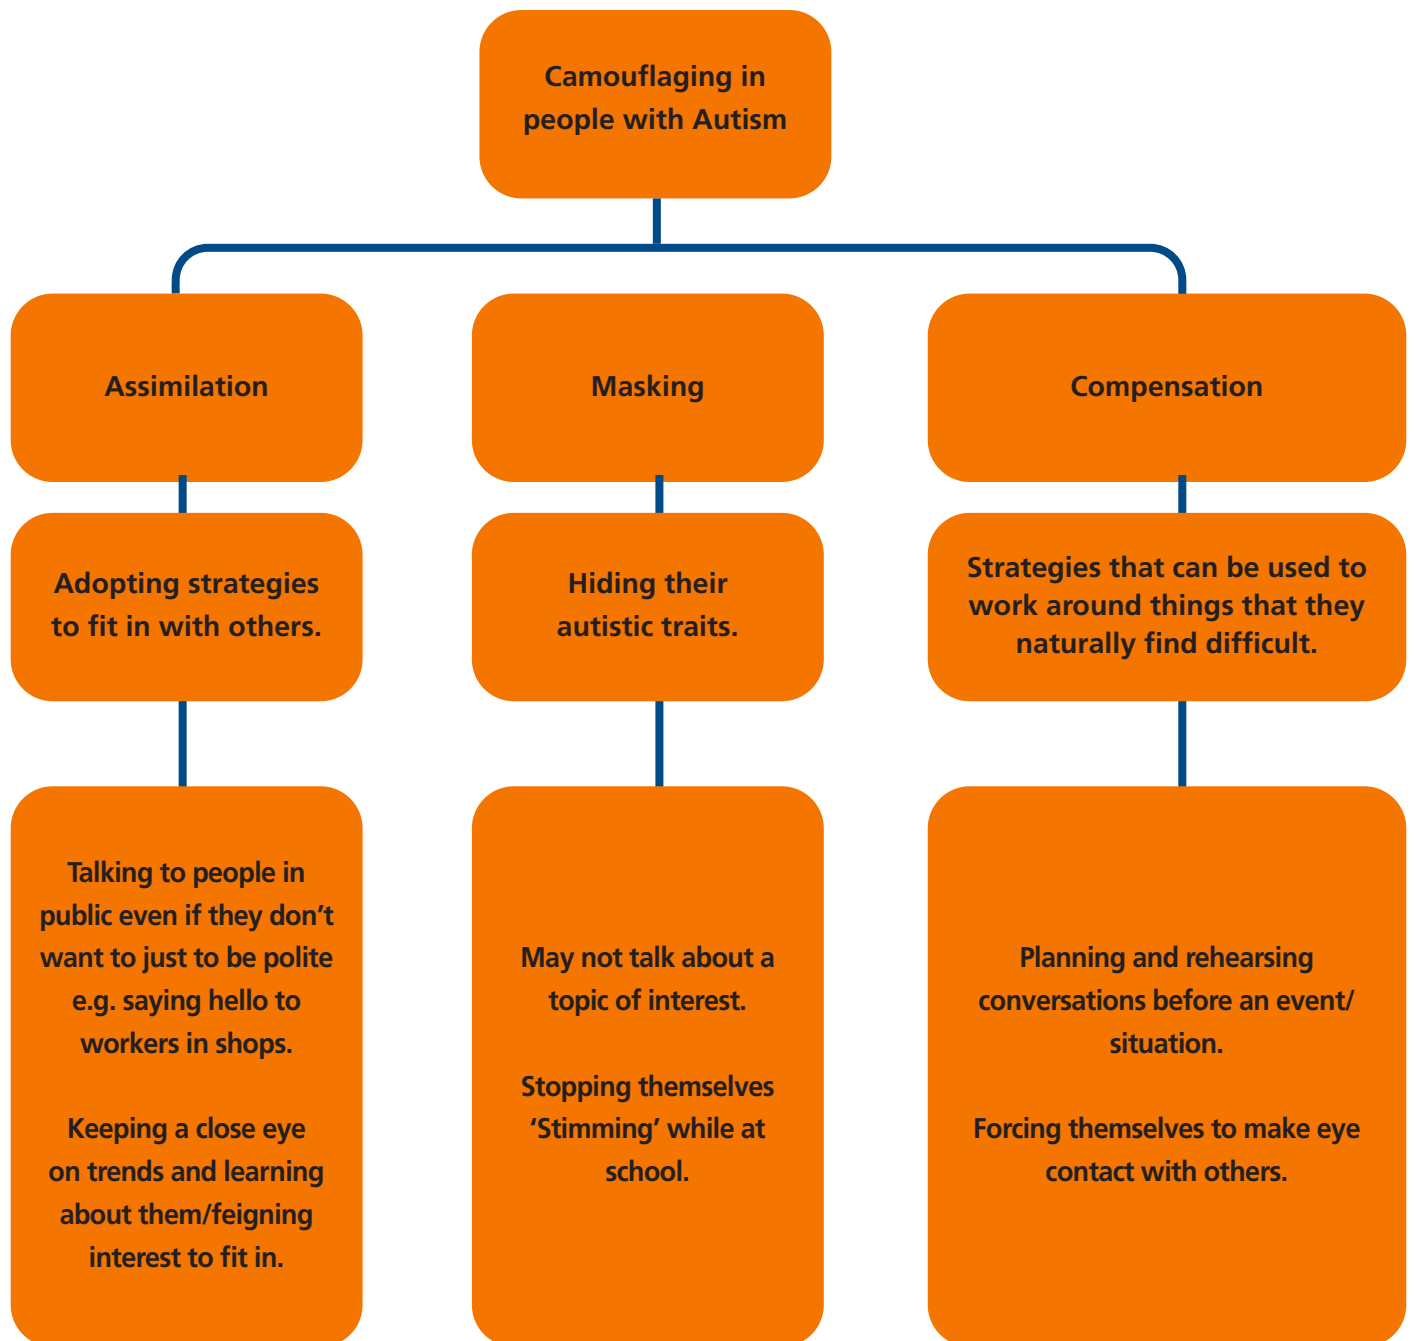 Camouflaging in
people with Autism
Assimilation
Masking
Compensation
Adopting strategies
to fit in with others.
Hiding their
autistic traits.
Strategies that can be used to
work around things that they
naturally find difficult.
Talking to people in
public even if they don’t
want to just to be polite
e.g. saying hello to
workers in shops.
Keeping a close eye
on trends and learning
about them/feigning
interest to fit in.
May not talk about a
topic of interest.
Stopping themselves
‘Stimming’ while at
school.
Planning and rehearsing
conversations before an event/
situation.
Forcing themselves to make eye
contact with others.